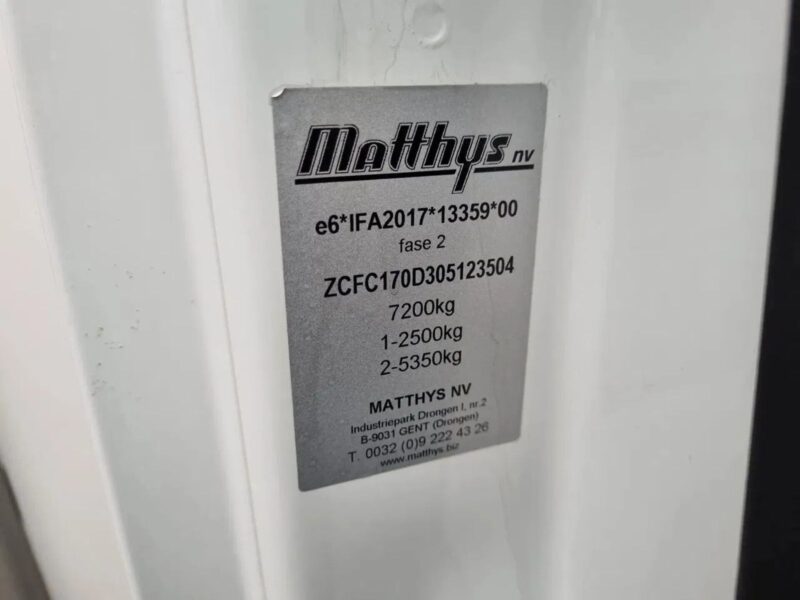 Matthys nv
e6*IFA2017*13359*00
fase 2
ZCFC170D305123504
7200kg
1-2500kg
2-5350kg
MATTHYS NV
Industriepark Drongen I, nr.2
B-9031 GENT (Drongen)
T. 0032 (0)9 222 43 26
www.matthys.biz